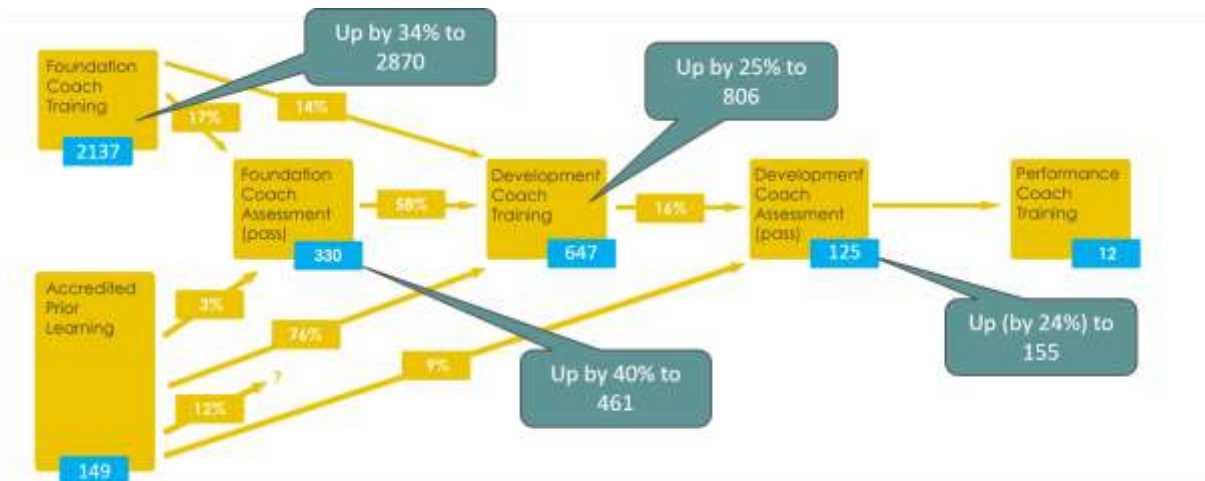 Up by 34% to
2870
Foundation
Coach
Training
2137
17%
14%
Up by 25% to
806
Foundation
Coach
Assessment
(pass)
330
58%
Development
Coach
Training
647
16%
Development
Coach
Assessment
(pass)
125
Performance
Coach
Training
12
Accredited
Prior
Learning
149
3%
76%
12%
?
9%
Up by 40% to
461
Up (by 24%) to
155